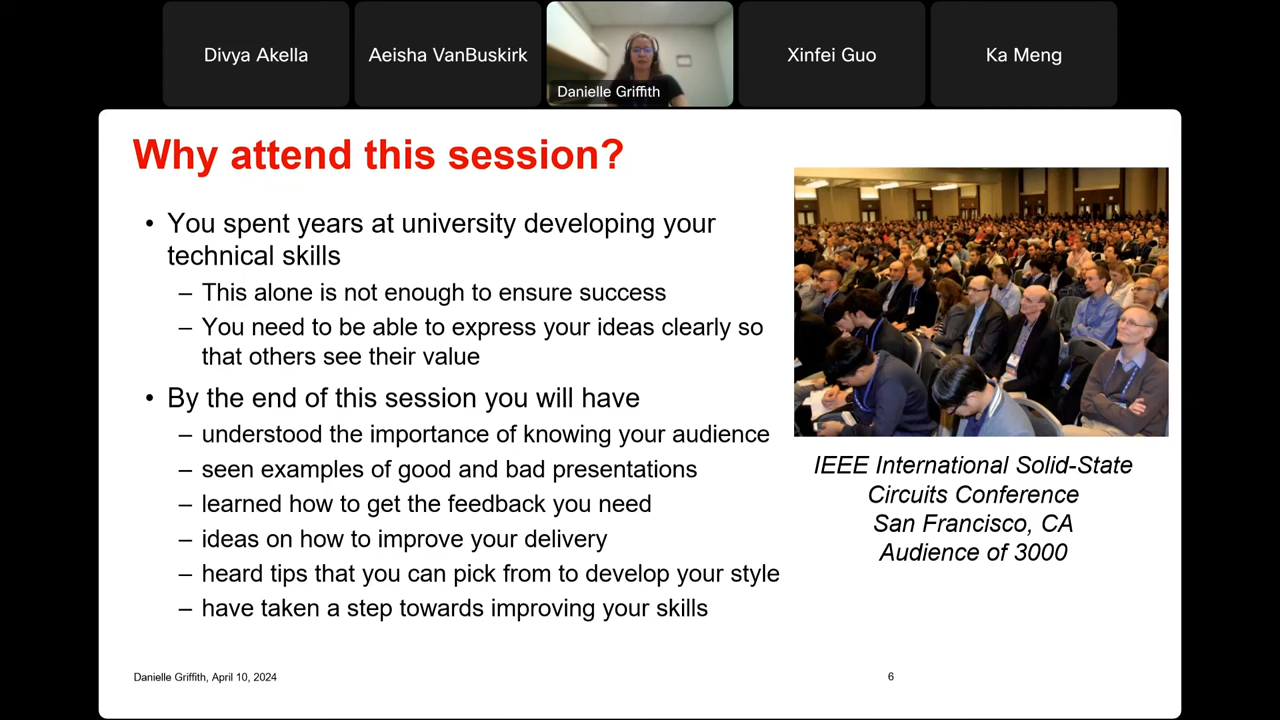 Divya Akella
Aeisha VanBuskirk
Danielle Griffith
Xinfei Guo
Ka Meng
Why attend this session?
• You spent years at university developing your
technical skills
– This alone is not enough to ensure success
– You need to be able to express your ideas clearly so
that others see their value
• By the end of this session you will have
– understood the importance of knowing your audience
– seen examples of good and bad presentations
– learned how to get the feedback you need
– ideas on how to improve your delivery
– heard tips that you can pick from to develop your style
– have taken a step towards improving your skills
IEEE International Solid-State
Circuits Conference
San Francisco, CA
Audience of 3000
Danielle Griffith, April 10, 2024
6